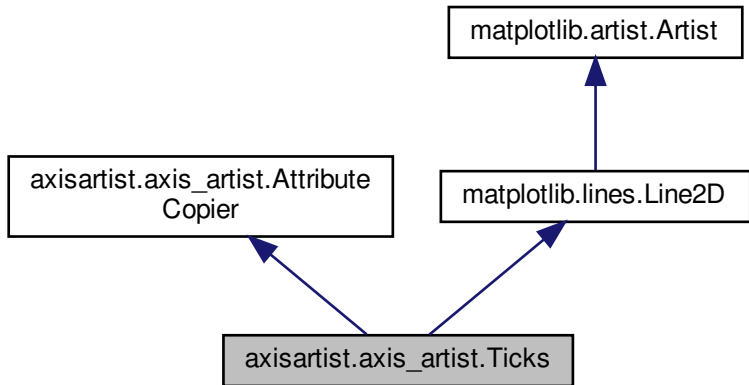 matplotlib.artist.Artist
axisartist.axis_artist.Attribute
Copier
matplotlib.lines.Line2D
axisartist.axis_artist.Ticks